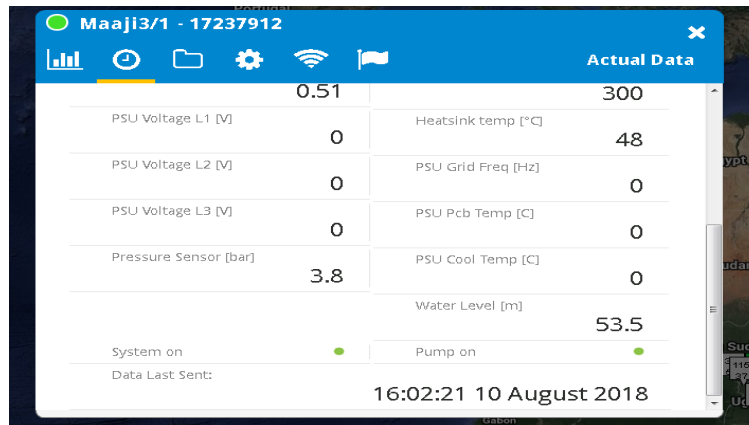 Portugal
Maaji3/1 - 17237912
Actual Data
0.51
300
PSU Voltage L1 [V]
0
Heatsink temp [°C]
48
PSU Voltage L2 [V]
0
PSU Grid Freq [Hz]
0
PSU Voltage L3 [V]
0
PSU Pcb Temp [C]
0
Pressure Sensor [bar]
3.8
PSU Cool Temp [C]
0
Water Level [m]
53.5
System on
Pump on
Data Last Sent:
16:02:21 10 August 2018
Gabon